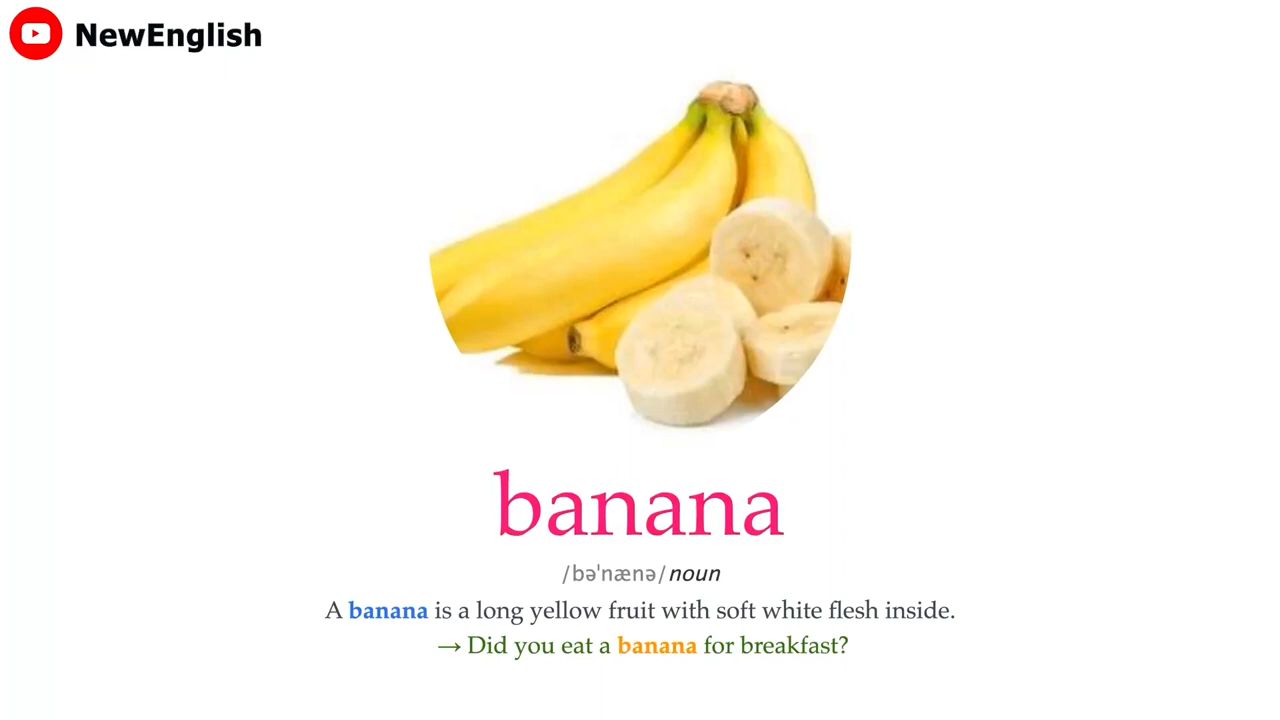 NewEnglish
banana
/bəˈnænə/ noun
A banana is a long yellow fruit with soft white flesh inside.
→ Did you eat a banana for breakfast?